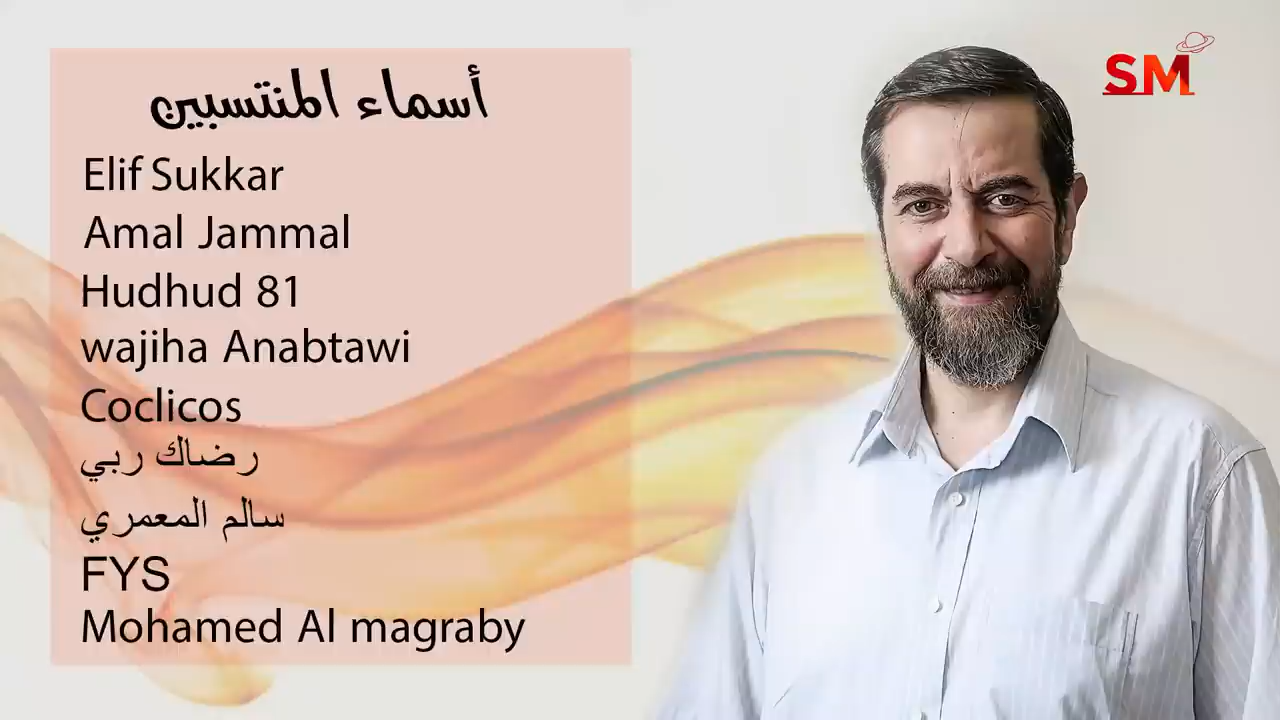 أسماء المنتسبين
Elif Sukkar
Amal Jammal
Hudhud 81
wajiha Anabtawi
Coclicos
رضاك ربي
سالم المعمري
FYS
Mohamed Al magraby
SM